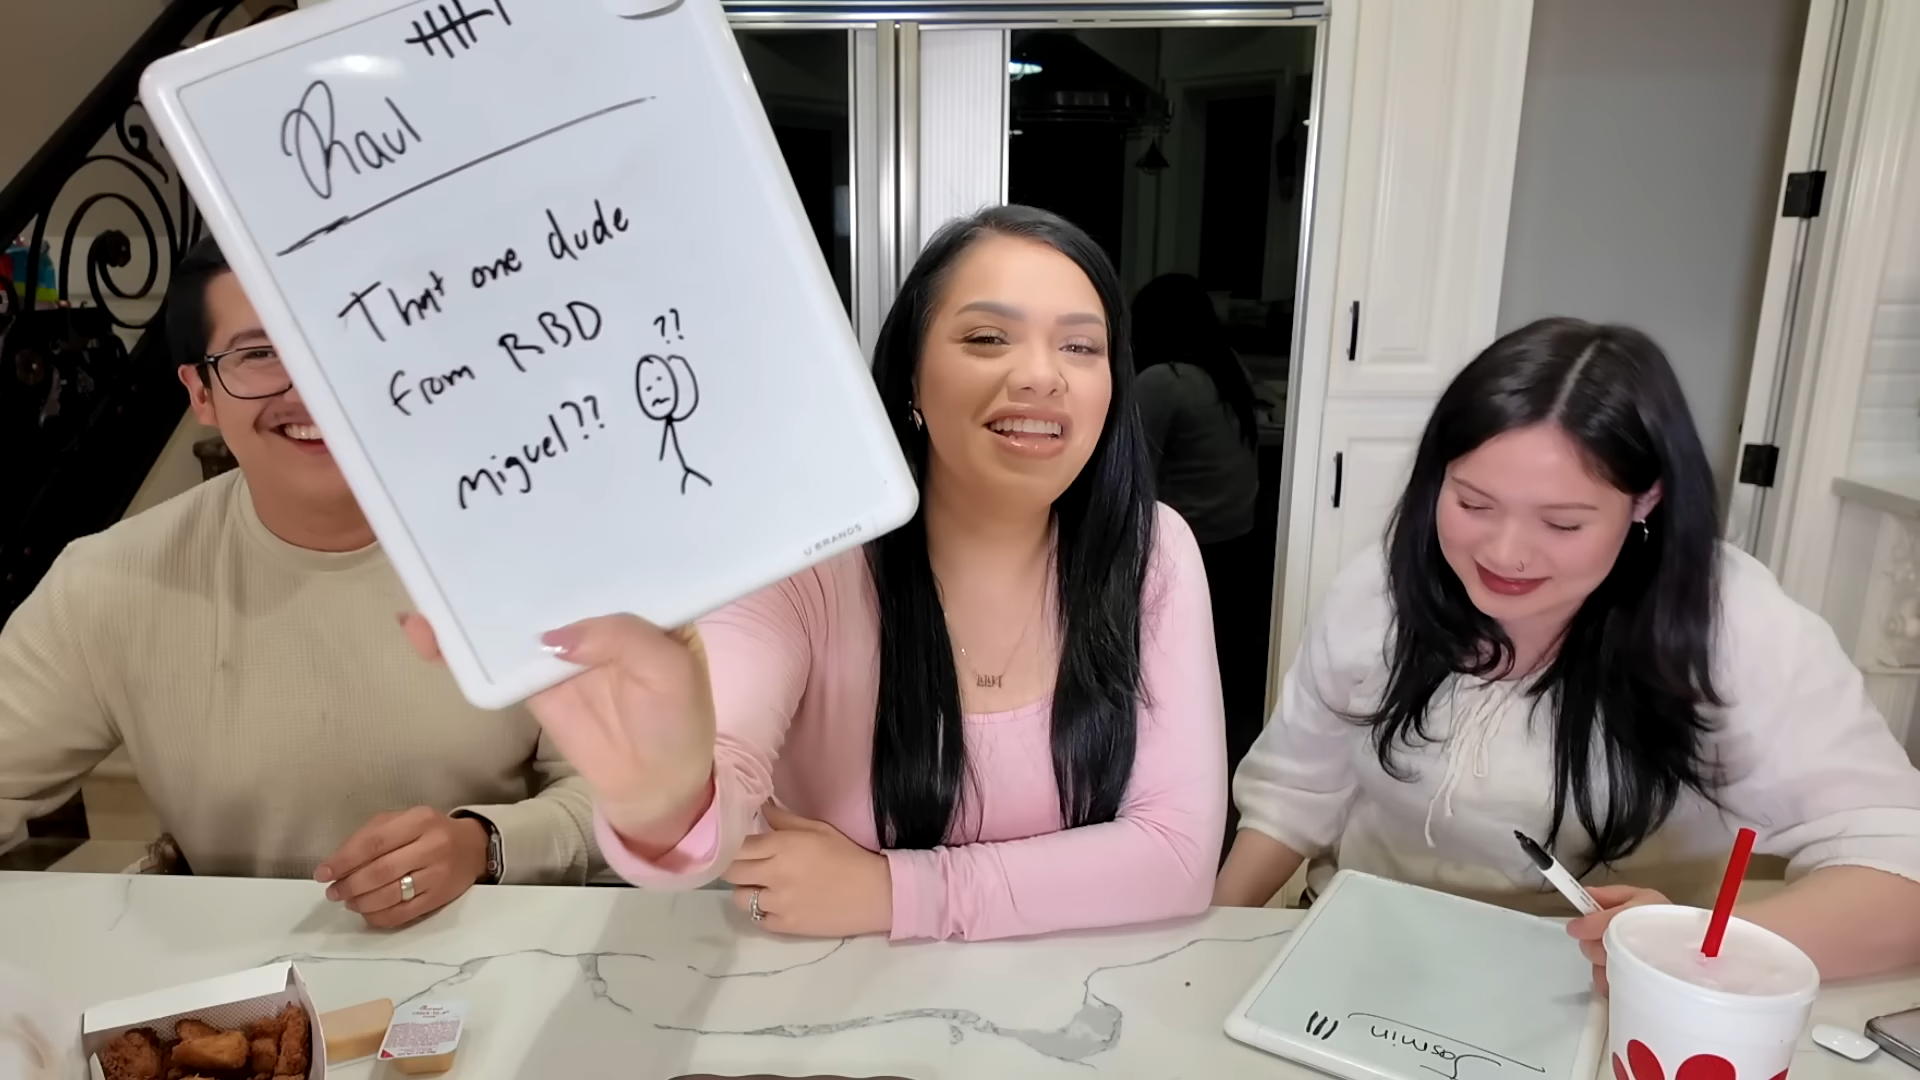 Raul
That one dude
from RBD
miguel??
??
U BRANDS
Jasmin